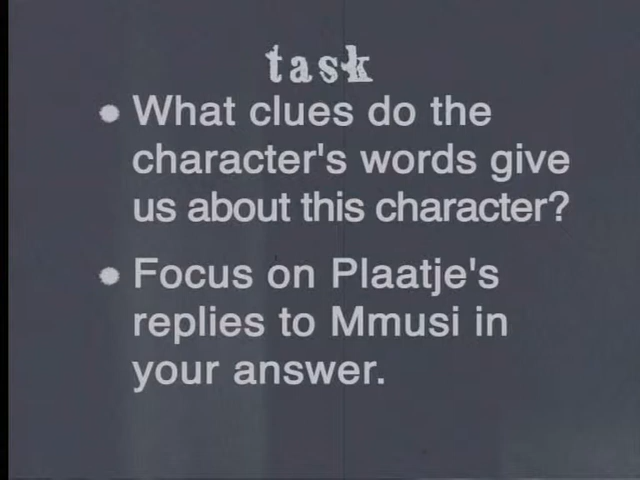 task
• What clues do the
character's words give
us about this character?
• Focus on Plaatje's
replies to Mmusi in
your answer.